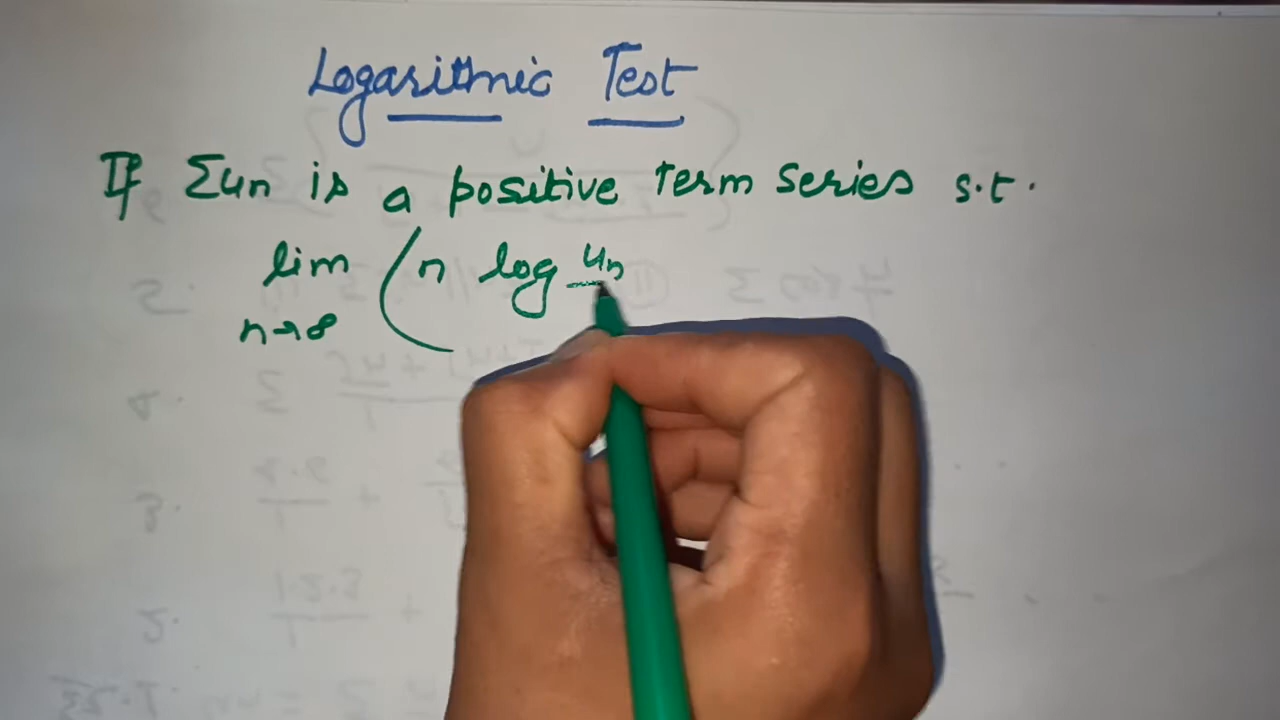 Logarithmic Test
If Σun is a positive term series s.t.
lim ( n log un
n→∞